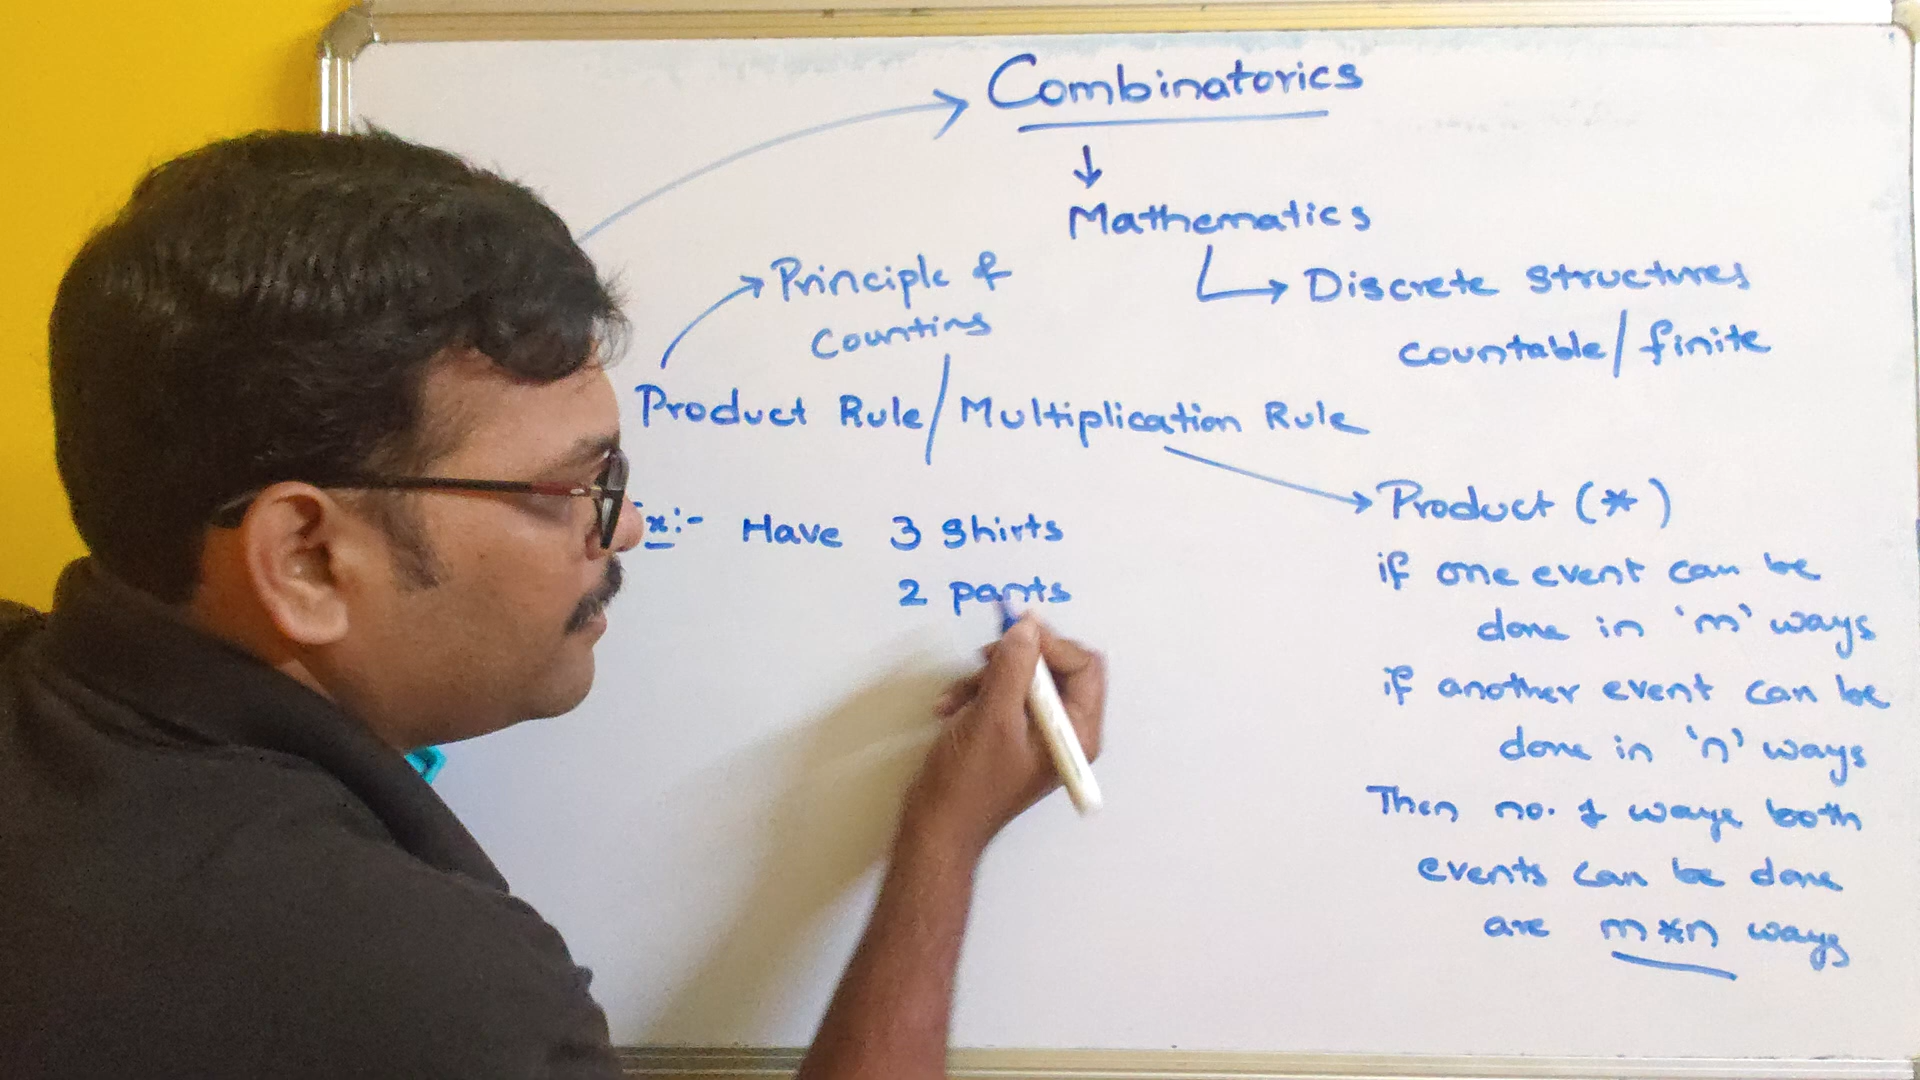 Combinatorics
Mathematics
Discrete structures
countable/finite
Principle &
Counting
Product Rule/Multiplication Rule
Ex:- Have 3 shirts
2 pants
Product (*)
if one event can be
done in 'm' ways
if another event can be
done in 'n' ways
Then no. of ways both
events can be done
are m*n ways